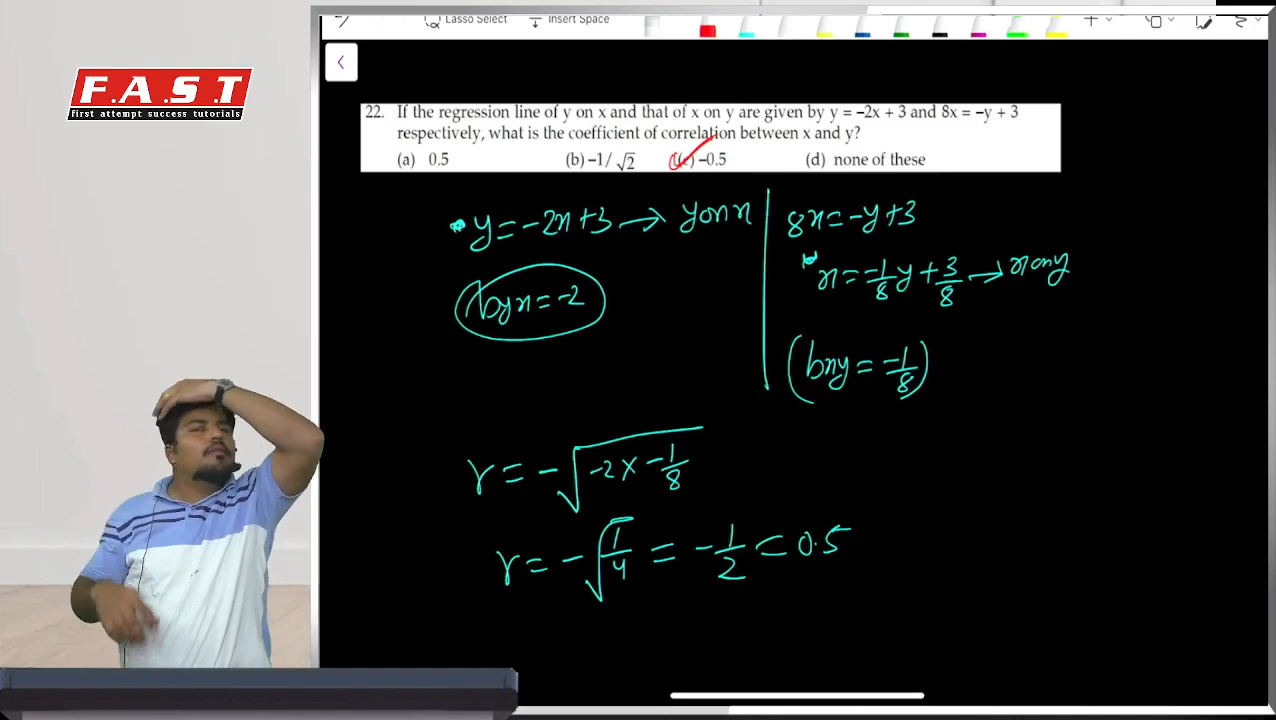 Lasso Select
Insert Space
F.A.S.T
first attempt success tutorials
22. If the regression line of y on x and that of x on y are given by y = –2x + 3 and 8x = –y + 3
respectively, what is the coefficient of correlation between x and y?
(a) 0.5 (b) –1/√2 (c) –0.5 (d) none of these
y = -2x + 3 → y on x
byx = -2
8x = -y + 3
x = -1/8 y + 3/8 → x on y
(bxy = -1/8)
r = -√(-2 x -1/8)
r = -√(1/4) = -1/2 = 0.5